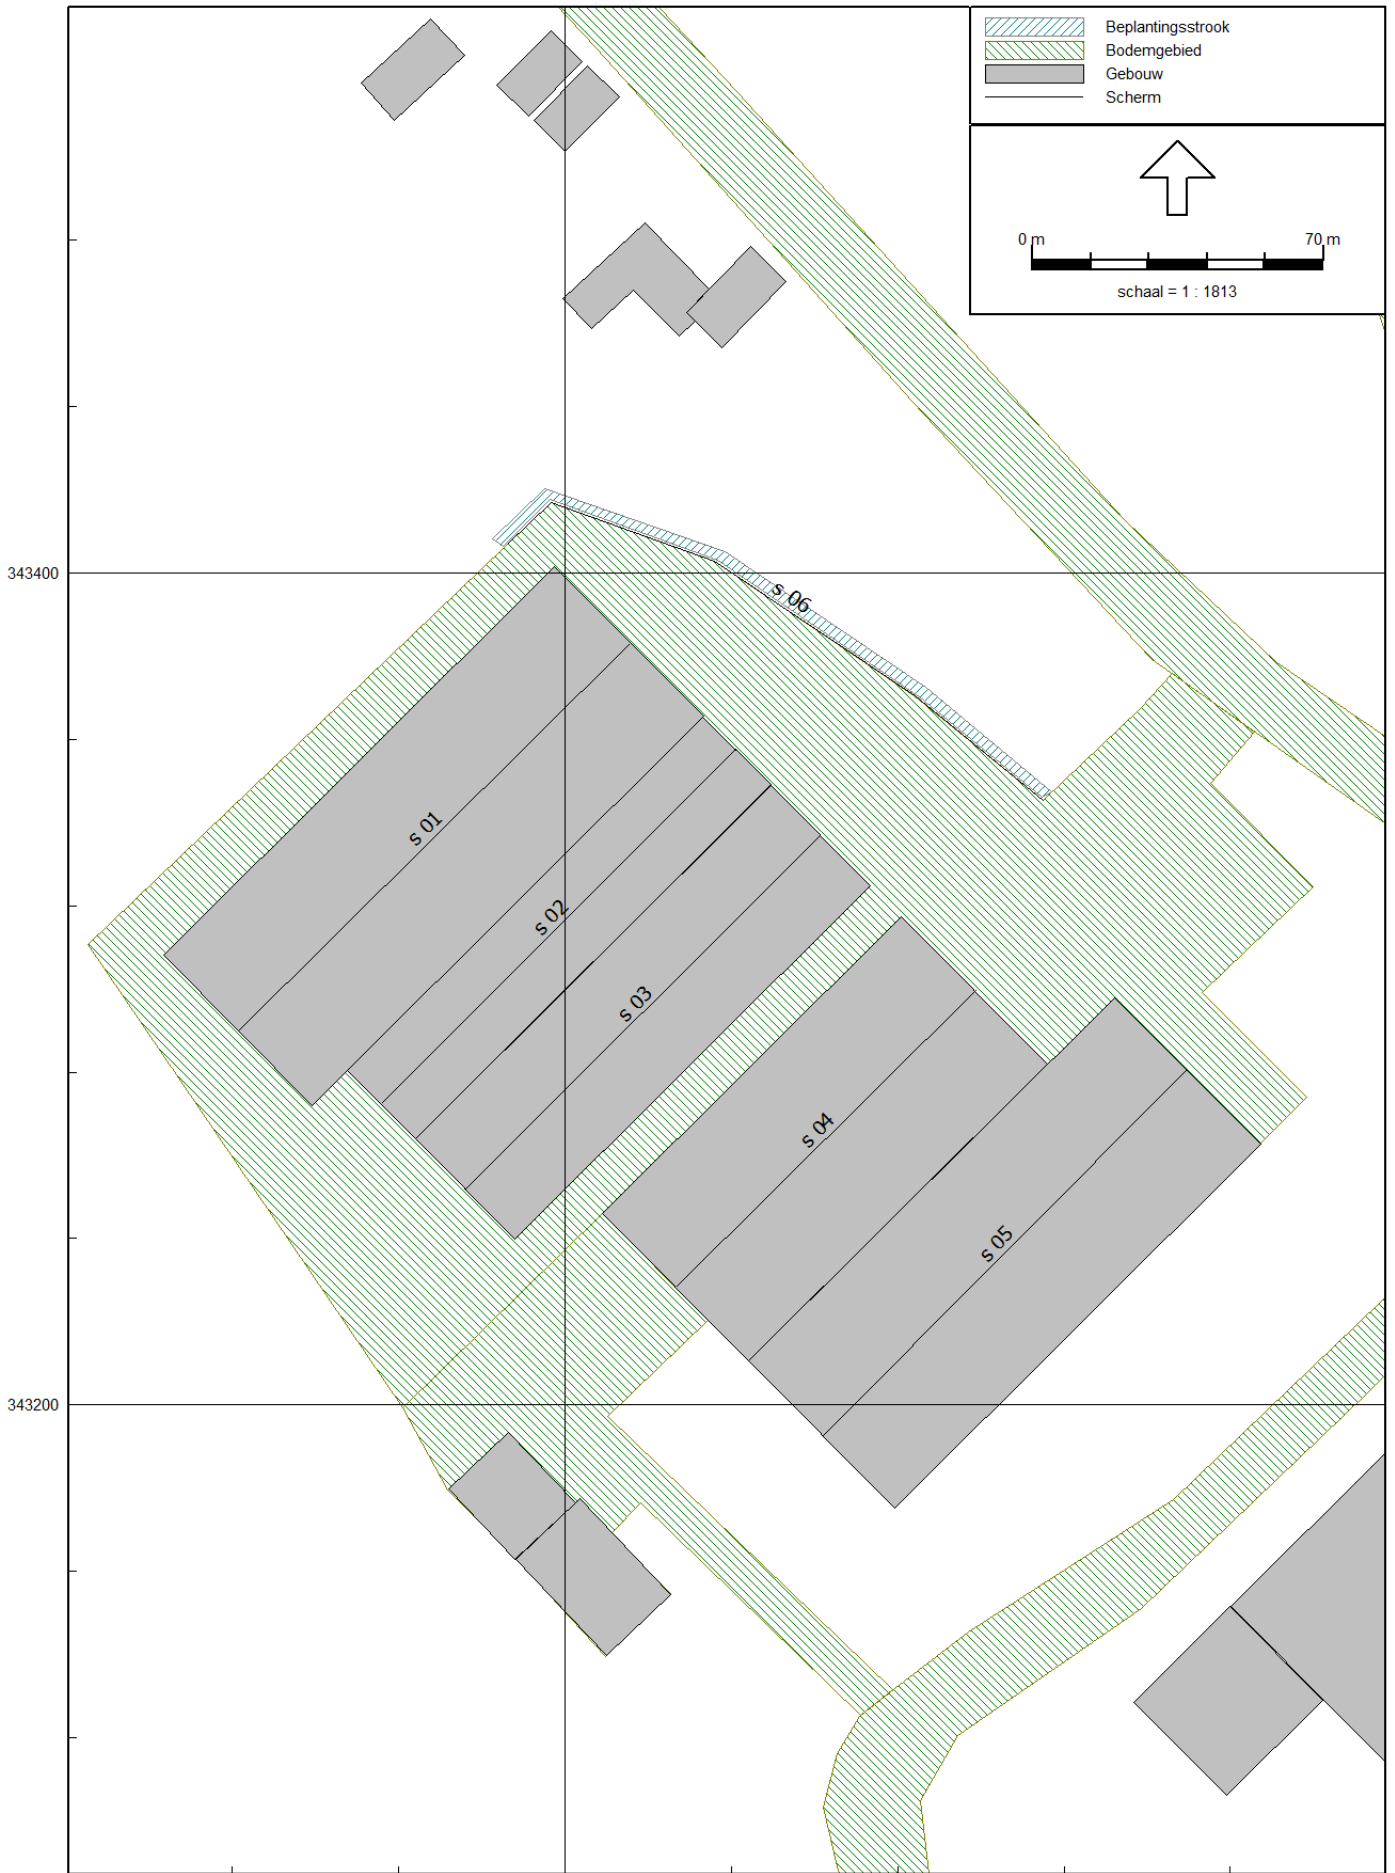 Beplantingsstrook
Bodemgebied
Gebouw
Scherm
0 m 70 m
schaal = 1 : 1813
343400
s 06
s 01
s 02
s 03
s 04
s 05
343200